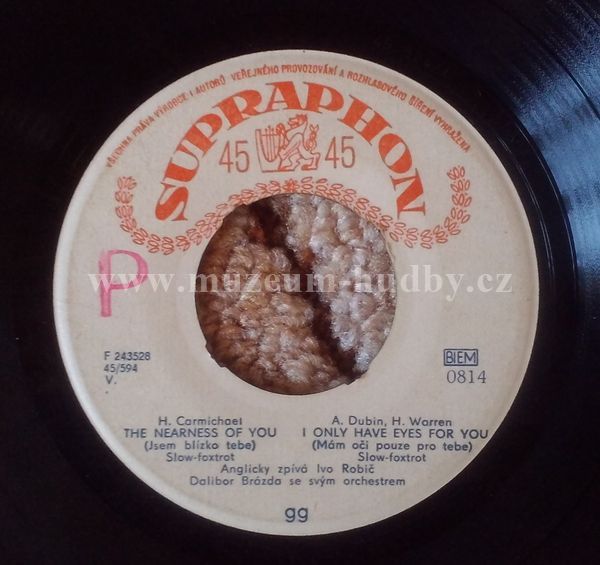 VŠECHNA PRÁVA VÝROBCE I AUTORŮ VEŘEJNÉHO PROVOZOVÁNÍ A ROZHLASOVÉHO ŠÍŘENÍ VYHRAŽENA
SUPRAPHON
45 45
P
www.muzeum-hudby.cz
F 243528
45/594
V.
BIEM
0814
H. Carmichael
THE NEARNESS OF YOU
(Jsem blízko tebe)
Slow-foxtrot
A. Dubin, H. Warren
I ONLY HAVE EYES FOR YOU
(Mám oči pouze pro tebe)
Slow-foxtrot
Anglicky zpívá Ivo Robič
Dalibor Brázda se svým orchestrem
gg